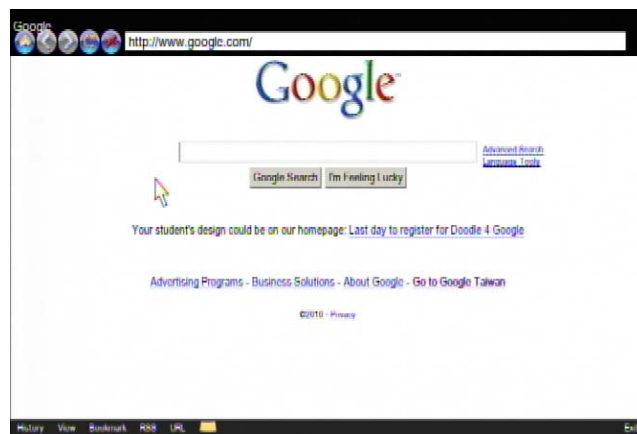 Google
http://www.google.com/
Google
Advanced Search
Language Tools
Google Search I'm Feeling Lucky
Your student's design could be on our homepage: Last day to register for Doodle 4 Google
Advertising Programs - Business Solutions - About Google - Go to Google Taiwan
©2010 - Privacy
History View Bookmark RSS URL